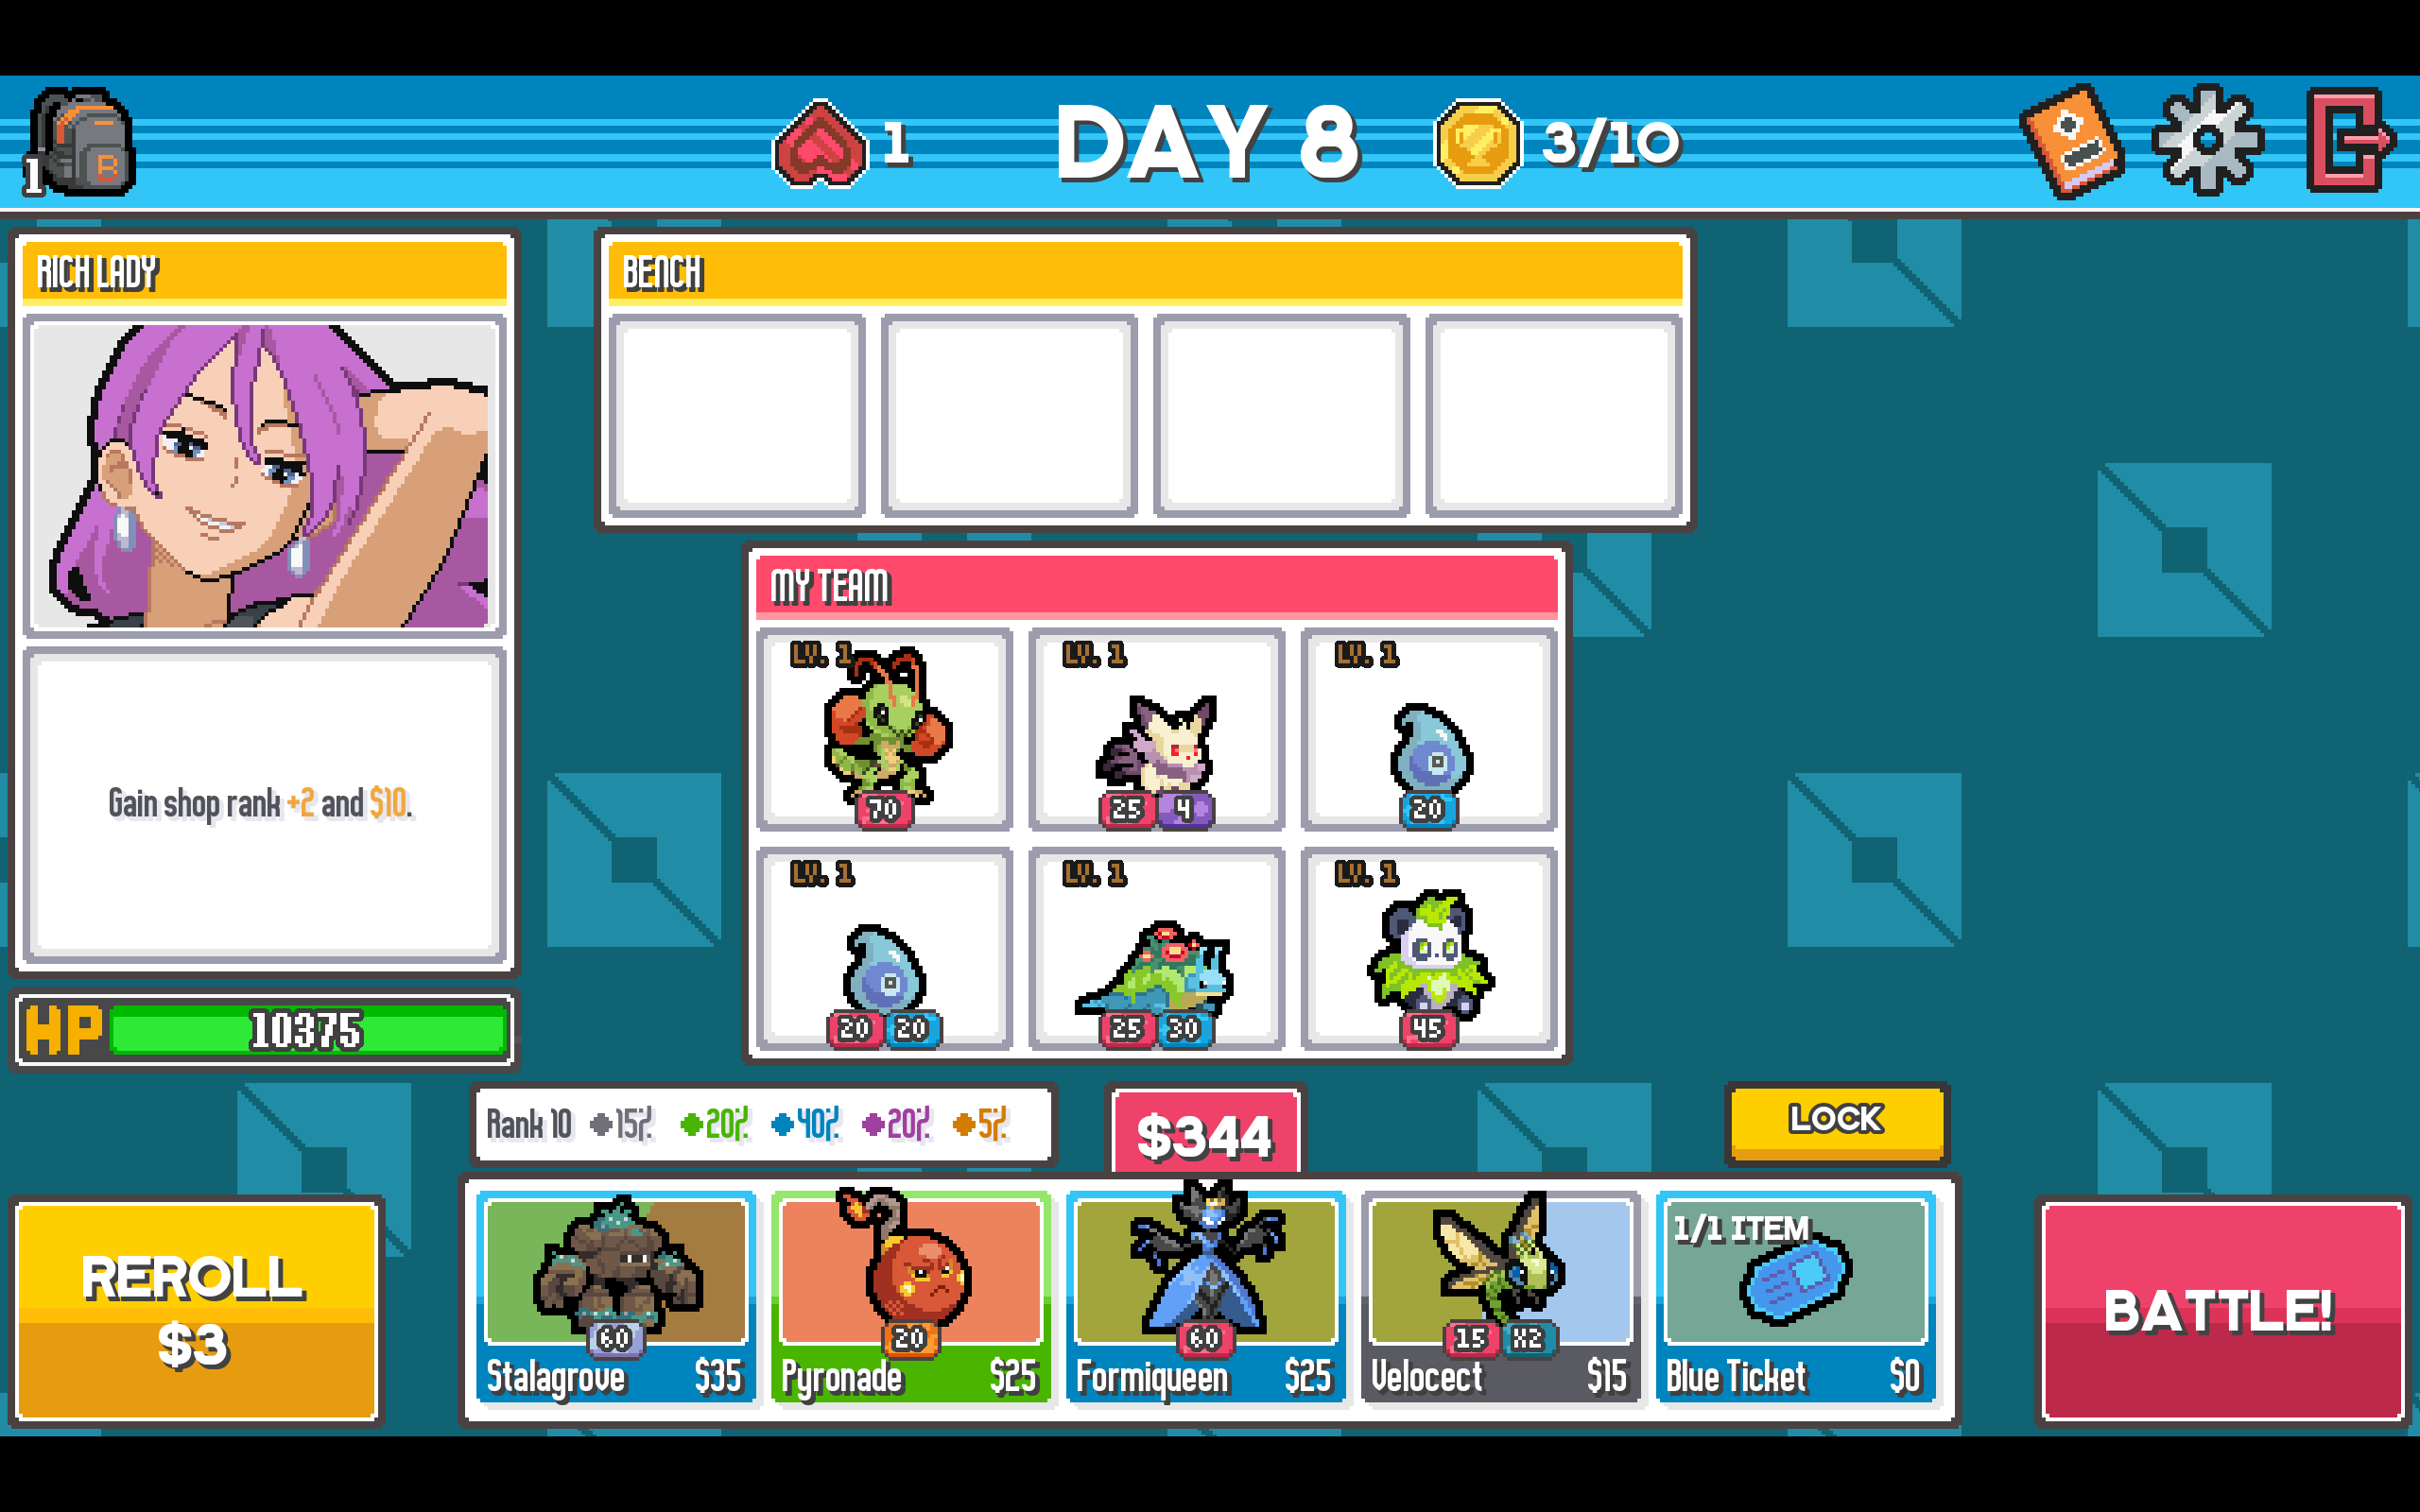 1
B
1
DAY 8
3/10
RICH LADY
BENCH
Gain shop rank +2 and $10.
HP 10375
MY TEAM
LV. 1
LV. 1
LV. 1
70
25 4
20
LV. 1
LV. 1
LV. 1
20 20
25 30
45
Rank 10 15% 20% 40% 20% 5%
$344
LOCK
REROLL
$3
60
Stalagrove $35
20
Pyronade $25
60
Formiqueen $25
15 X2
Velocect $15
1/1 ITEM
Blue Ticket $0
BATTLE!